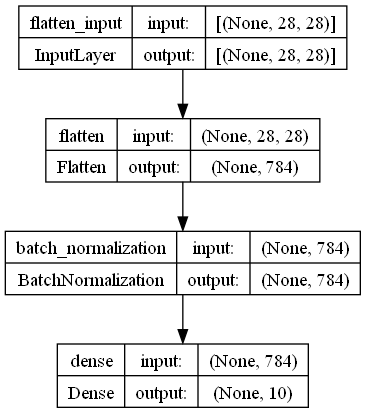 flatten_input input: [(None, 28, 28)]
InputLayer output: [(None, 28, 28)]
flatten input: (None, 28, 28)
Flatten output: (None, 784)
batch_normalization input: (None, 784)
BatchNormalization output: (None, 784)
dense input: (None, 784)
Dense output: (None, 10)